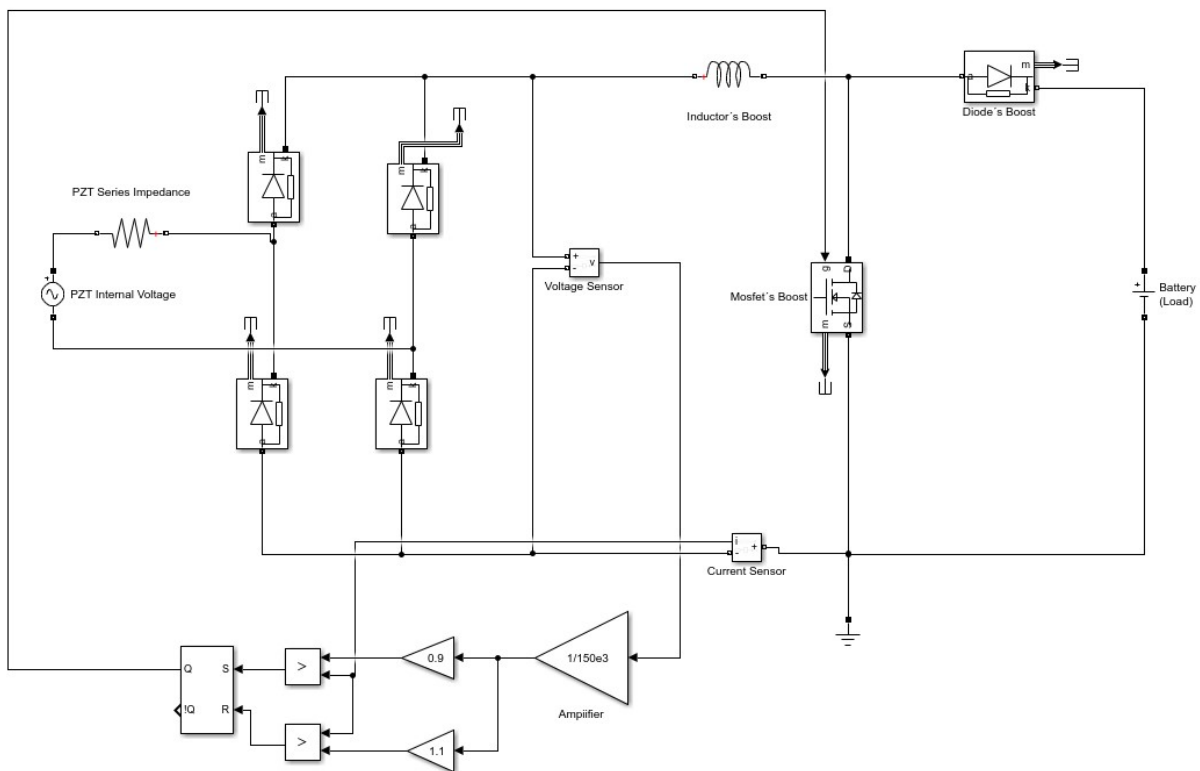 m
a
k
Inductor´s Boost
Diode´s Boost
m
k
a
m
k
a
PZT Series Impedance
+
+
PZT Internal Voltage
+
-
v
Voltage Sensor
g
D
Mosfet´s Boost
m
S
+
Battery
(Load)
m
k
a
m
k
a
i
-
+
Current Sensor
Q
S
!Q
R
>
0.9
1/150e3
>
1.1
Ampiifier